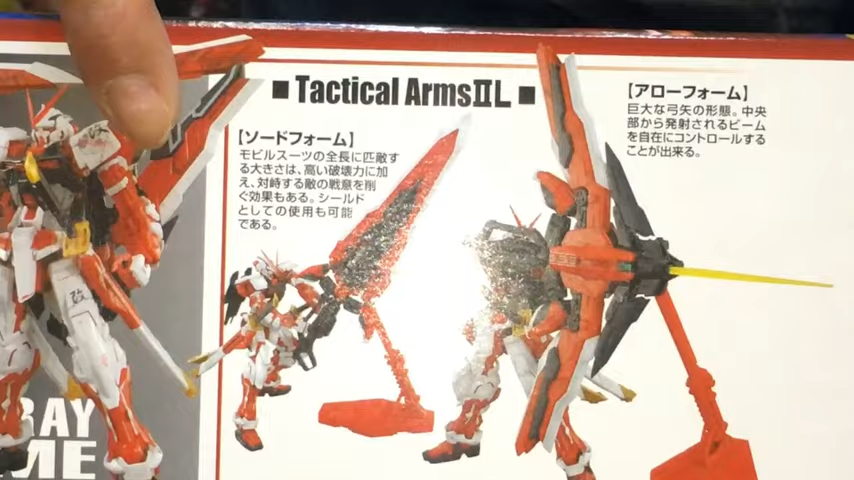 ■Tactical ArmsⅡL■
【ソードフォーム】
モビルスーツの全長に匹敵す
る大きさは、高い破壊力に加
え、対峙する敵の戦意を削
ぐ効果もある。シールド
としての使用も可能
である。
【アローフォーム】
巨大な弓矢の形態。中央
部から発射されるビーム
を自在にコントロールする
ことが出来る。
改
RAY
ME